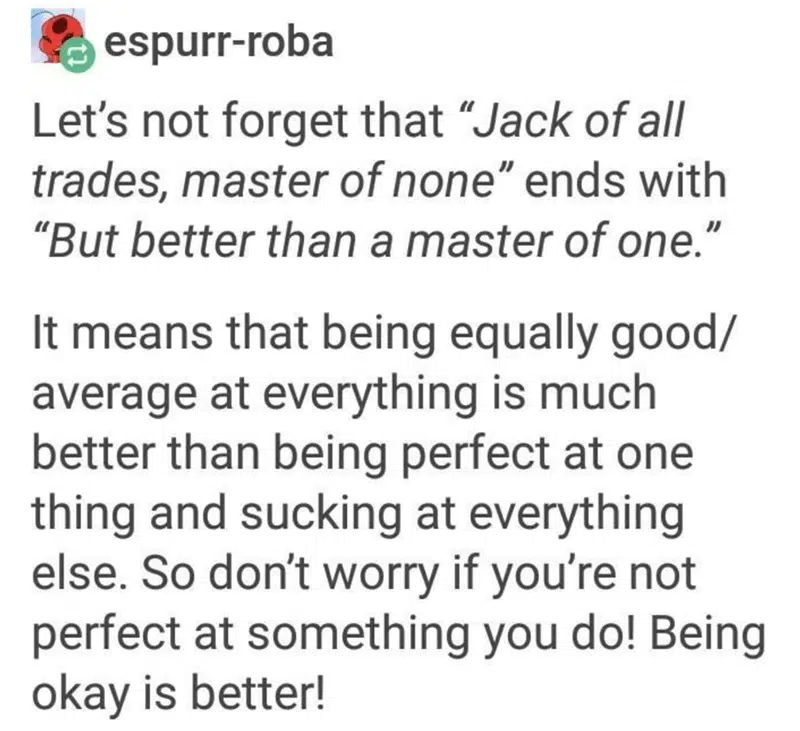 espurr-roba
Let's not forget that “Jack of all
trades, master of none” ends with
“But better than a master of one.”
It means that being equally good/
average at everything is much
better than being perfect at one
thing and sucking at everything
else. So don't worry if you're not
perfect at something you do! Being
okay is better!